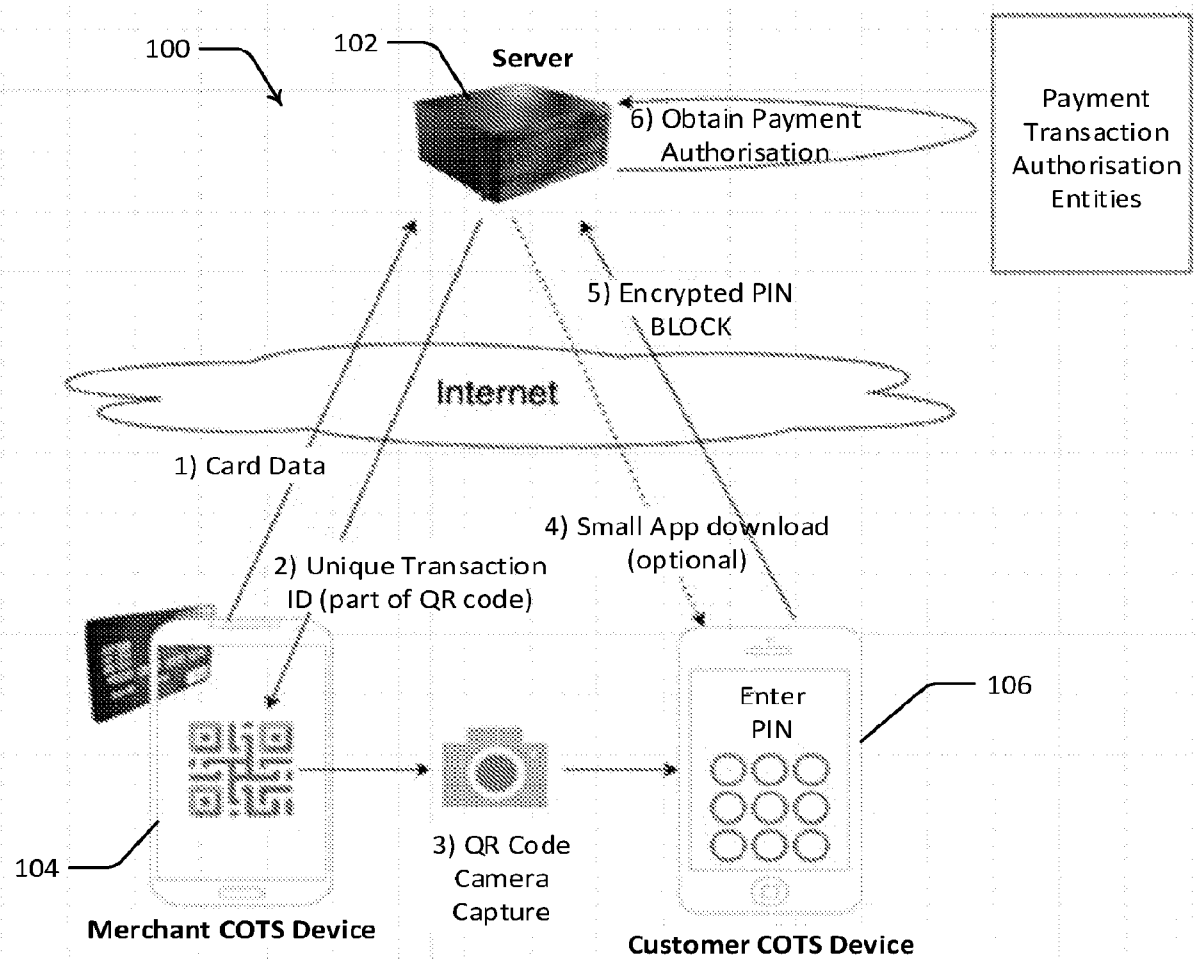 100
102
Server
6) Obtain Payment
Authorisation
Payment
Transaction
Authorisation
Entities
5) Encrypted PIN
BLOCK
Internet
1) Card Data
4) Small App download
(optional)
2) Unique Transaction
ID (part of QR code)
Enter
PIN
106
104
3) QR Code
Camera
Capture
Merchant COTS Device
Customer COTS Device